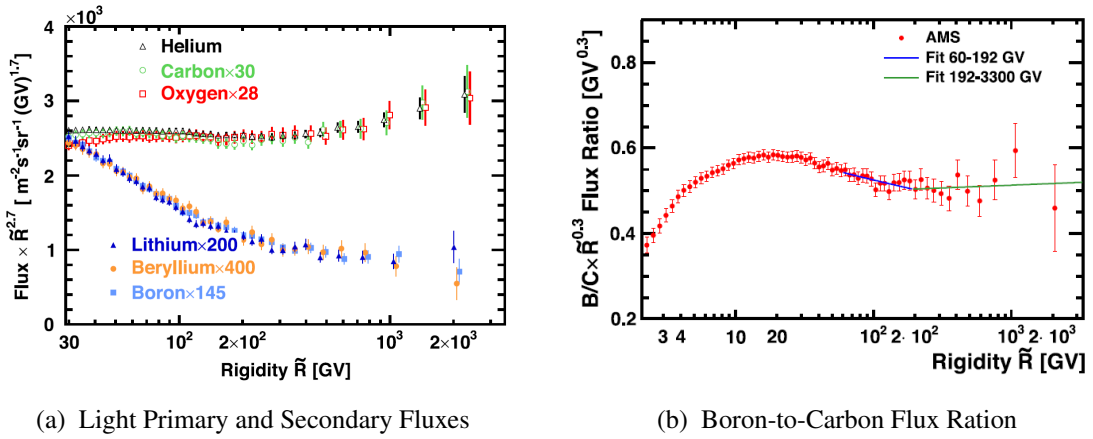 ×10³
4
3
2
1
0
30
10²
2×10²
10³
2×10³
Flux × R̃^2.7 [ m⁻²s⁻¹sr⁻¹ (GV)^1.7 ]
Rigidity R̃ [GV]
Helium
Carbon×30
Oxygen×28
Lithium×200
Beryllium×400
Boron×145
(a) Light Primary and Secondary Fluxes
AMS
Fit 60-192 GV
Fit 192-3300 GV
0.8
0.6
0.4
0.2
B/C× R̃^0.3 Flux Ratio [GV^0.3]
3 4
10
20
10²
2· 10²
10³
2· 10³
Rigidity R̃ [GV]
(b) Boron-to-Carbon Flux Ration